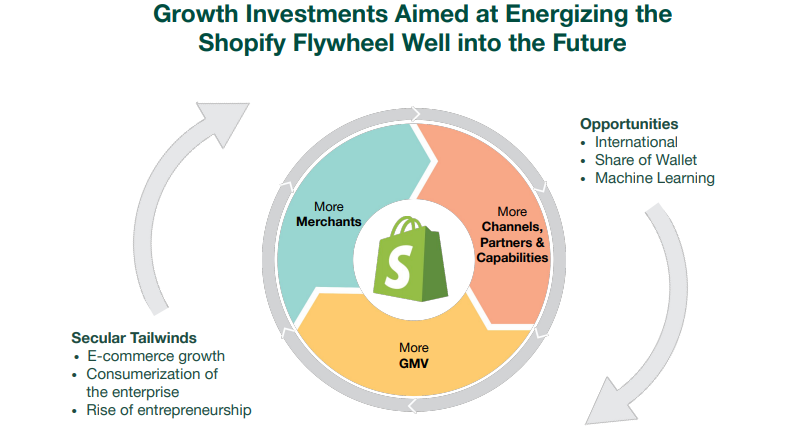 Growth Investments Aimed at Energizing the
Shopify Flywheel Well into the Future
Opportunities
• International
• Share of Wallet
• Machine Learning
More
Merchants
More
Channels,
Partners &
Capabilities
S
More
GMV
Secular Tailwinds
• E-commerce growth
• Consumerization of
the enterprise
• Rise of entrepreneurship